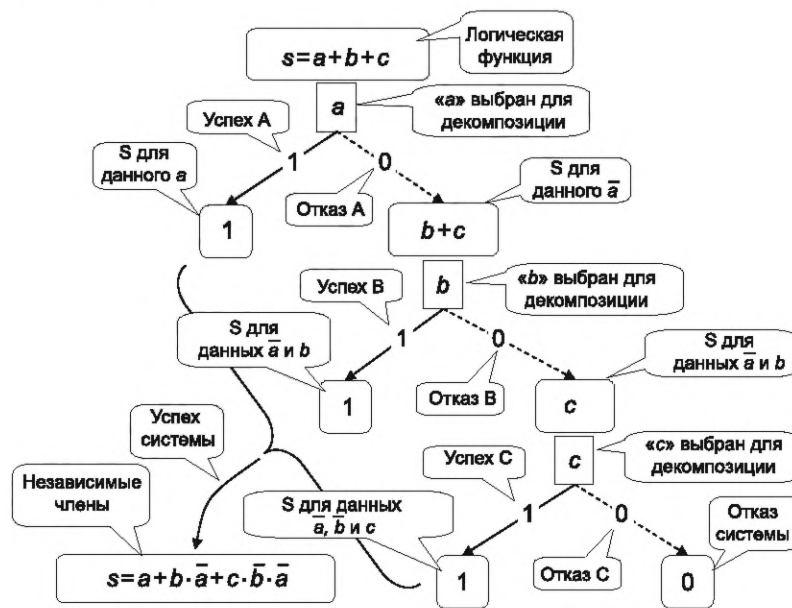 s=a+b+c
Логическая
функция
a
«a» выбран для
декомпозиции
Успех A
S для
данного a
1
0
Отказ A
S для
данного a̅
1
b+c
Успех B
b
«b» выбран для
декомпозиции
S для
данных a̅ и b
1
0
Отказ B
S для
данных a̅ и b
1
c
Успех
системы
Успех C
c
«c» выбран для
декомпозиции
Независимые
члены
S для данных
a̅, b̅ и c
1
0
Отказ C
Отказ
системы
s=a+b·a̅+c·b̅·a̅
1
0